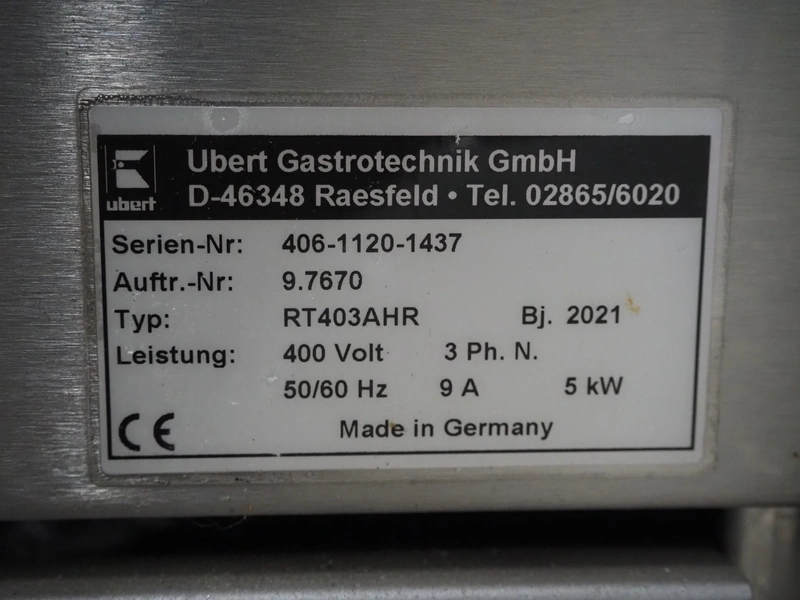 ubert
Ubert Gastrotechnik GmbH
D-46348 Raesfeld • Tel. 02865/6020
Serien-Nr: 406-1120-1437
Auftr.-Nr: 9.7670
Typ: RT403AHR Bj. 2021
Leistung: 400 Volt 3 Ph. N.
50/60 Hz 9 A 5 kW
CE Made in Germany